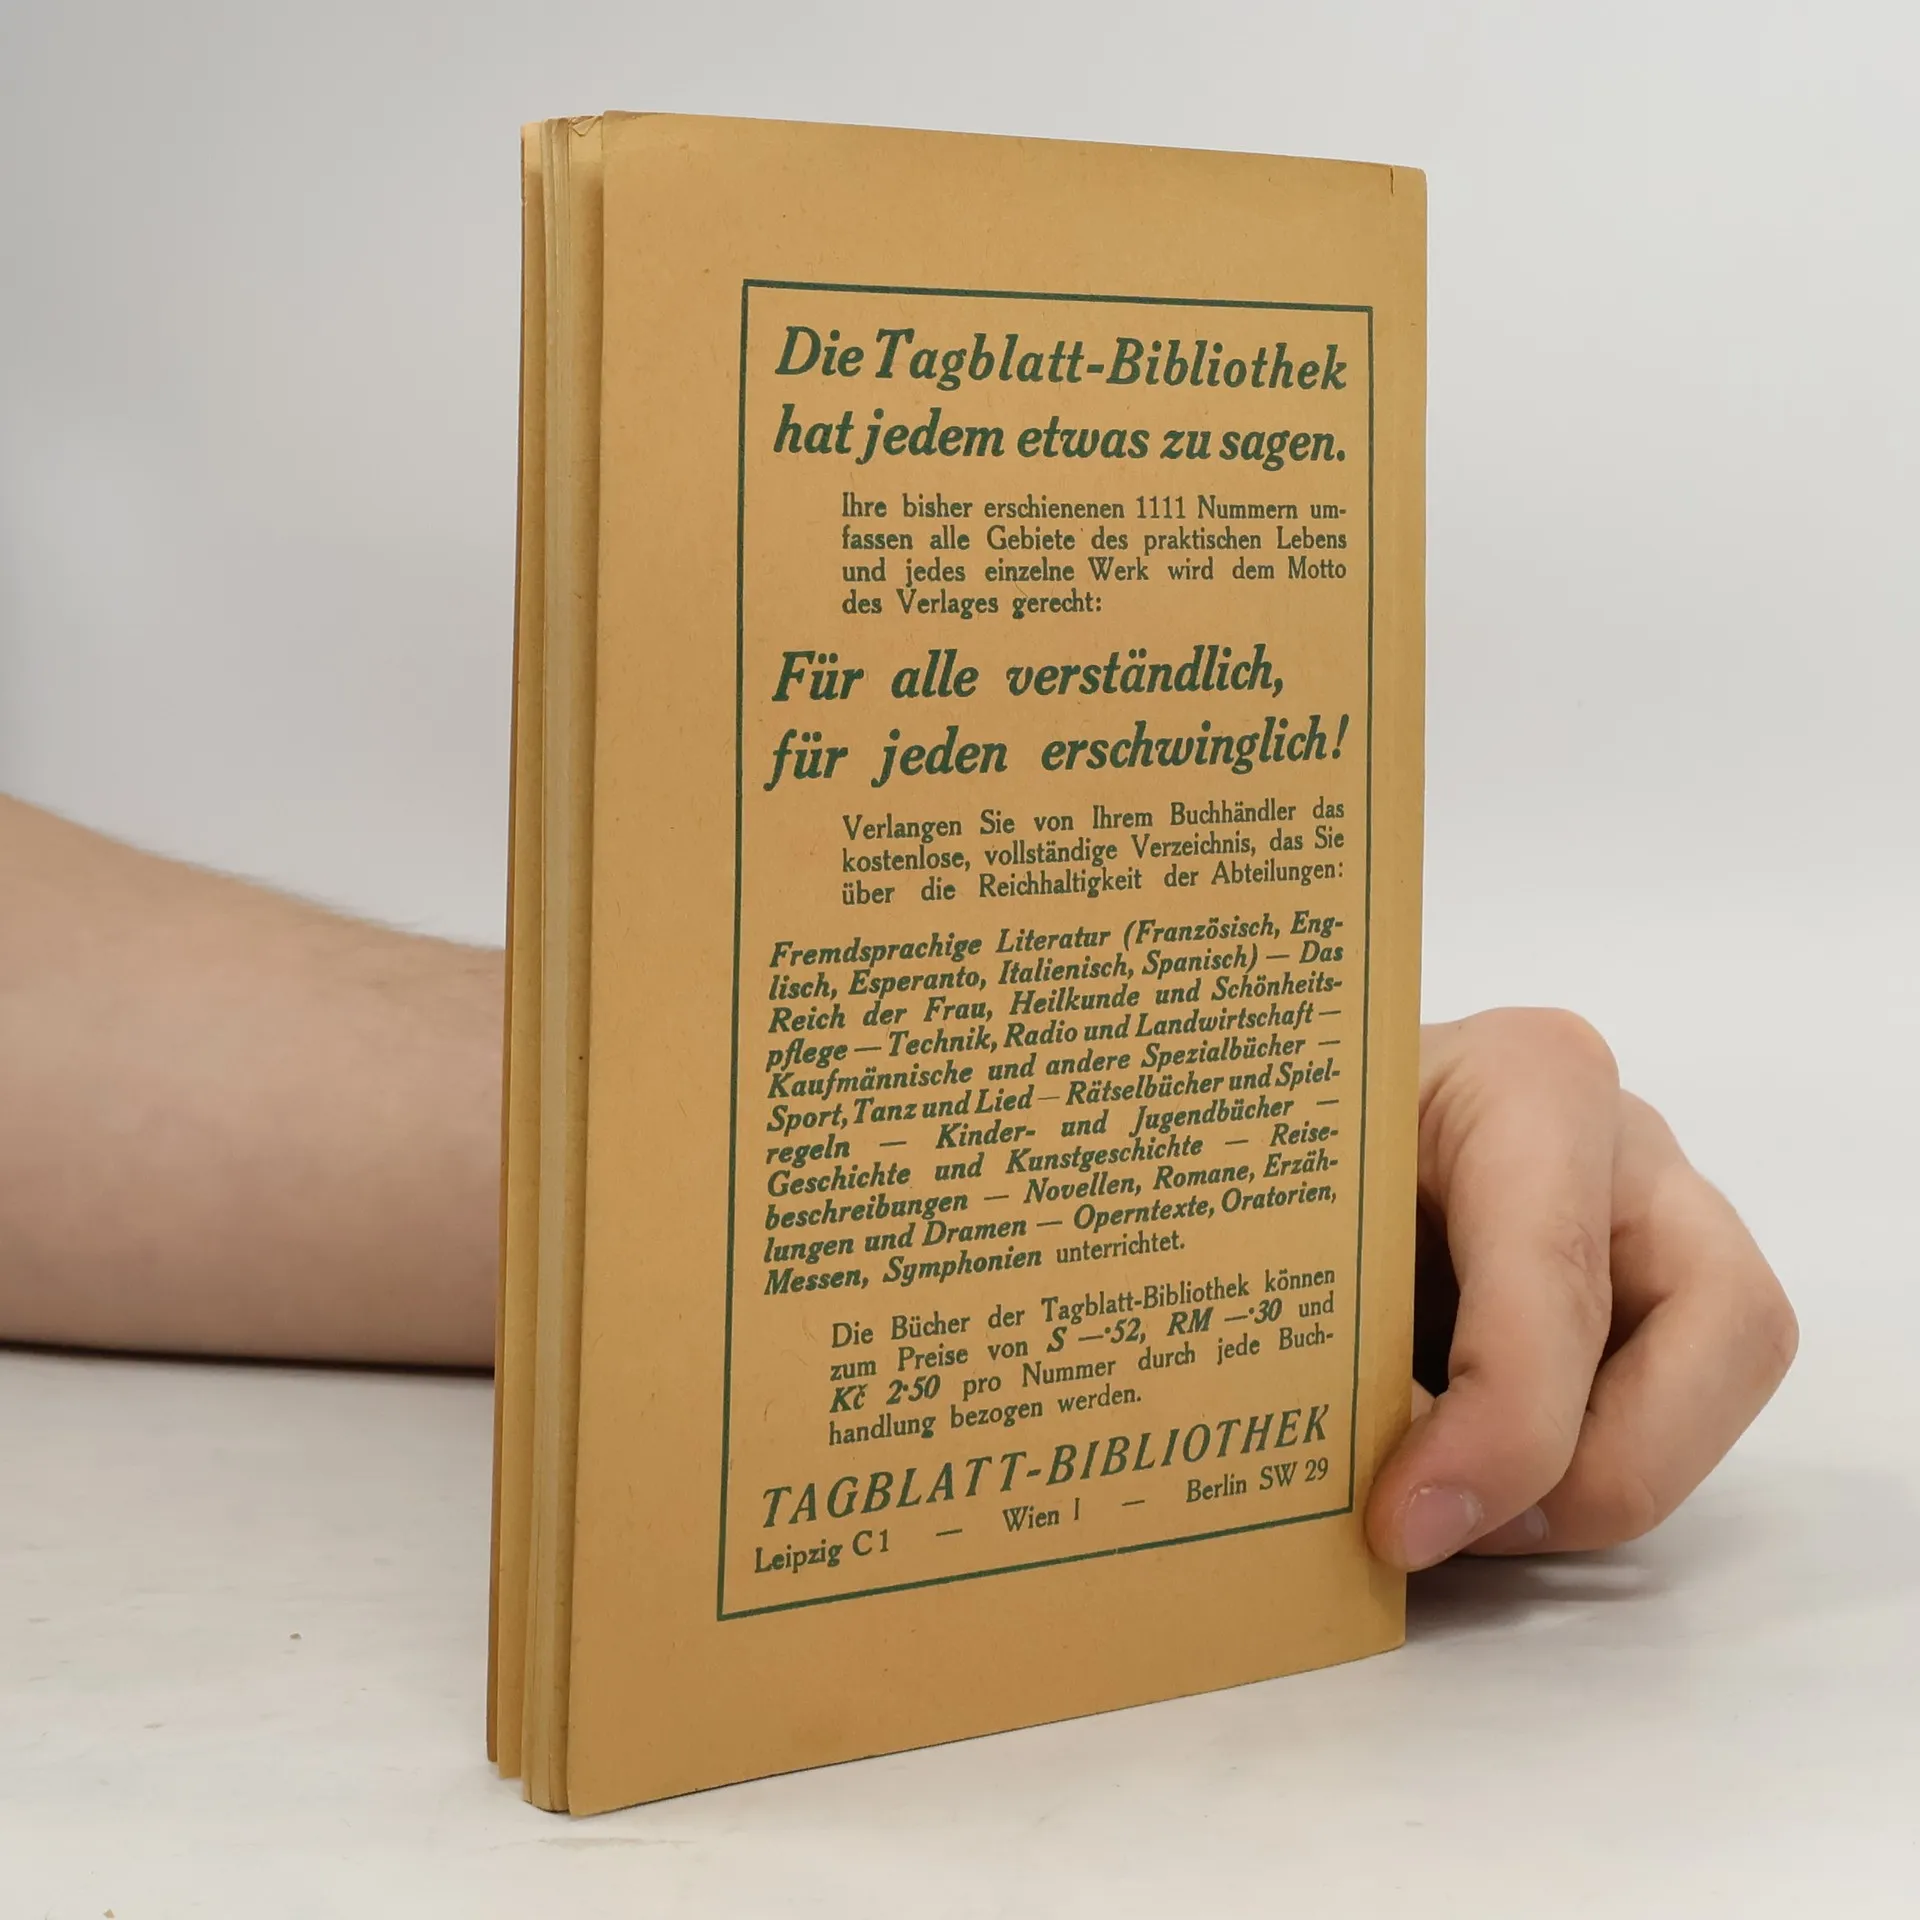 Die Tagblatt-Bibliothek
hat jedem etwas zu sagen.
Ihre bisher erschienenen 1111 Nummern um-
fassen alle Gebiete des praktischen Lebens
und jedes einzelne Werk wird dem Motto
des Verlages gerecht:
Für alle verständlich,
für jeden erschwinglich!
Verlangen Sie von Ihrem Buchhändler das
kostenlose, vollständige Verzeichnis, das Sie
über die Reichhaltigkeit der Abteilungen:
Fremdsprachige Literatur (Französisch, Eng-
lisch, Esperanto, Italienisch, Spanisch) — Das
Reich der Frau, Heilkunde und Schönheits-
pflege — Technik, Radio und Landwirtschaft —
Kaufmännische und andere Spezialbücher —
Sport, Tanz und Lied — Rätselbücher und Spiel-
regeln — Kinder- und Jugendbücher —
Geschichte und Kunstgeschichte — Reise-
beschreibungen — Novellen, Romane, Erzäh-
lungen und Dramen — Operntexte, Oratorien,
Messen, Symphonien unterrichtet.
Die Bücher der Tagblatt-Bibliothek können
zum Preise von S —·52, RM —·30 und
Kč 2·50 pro Nummer durch jede Buch-
handlung bezogen werden.
TAGBLATT-BIBLIOTHEK
Leipzig C 1 — Wien I — Berlin SW 29